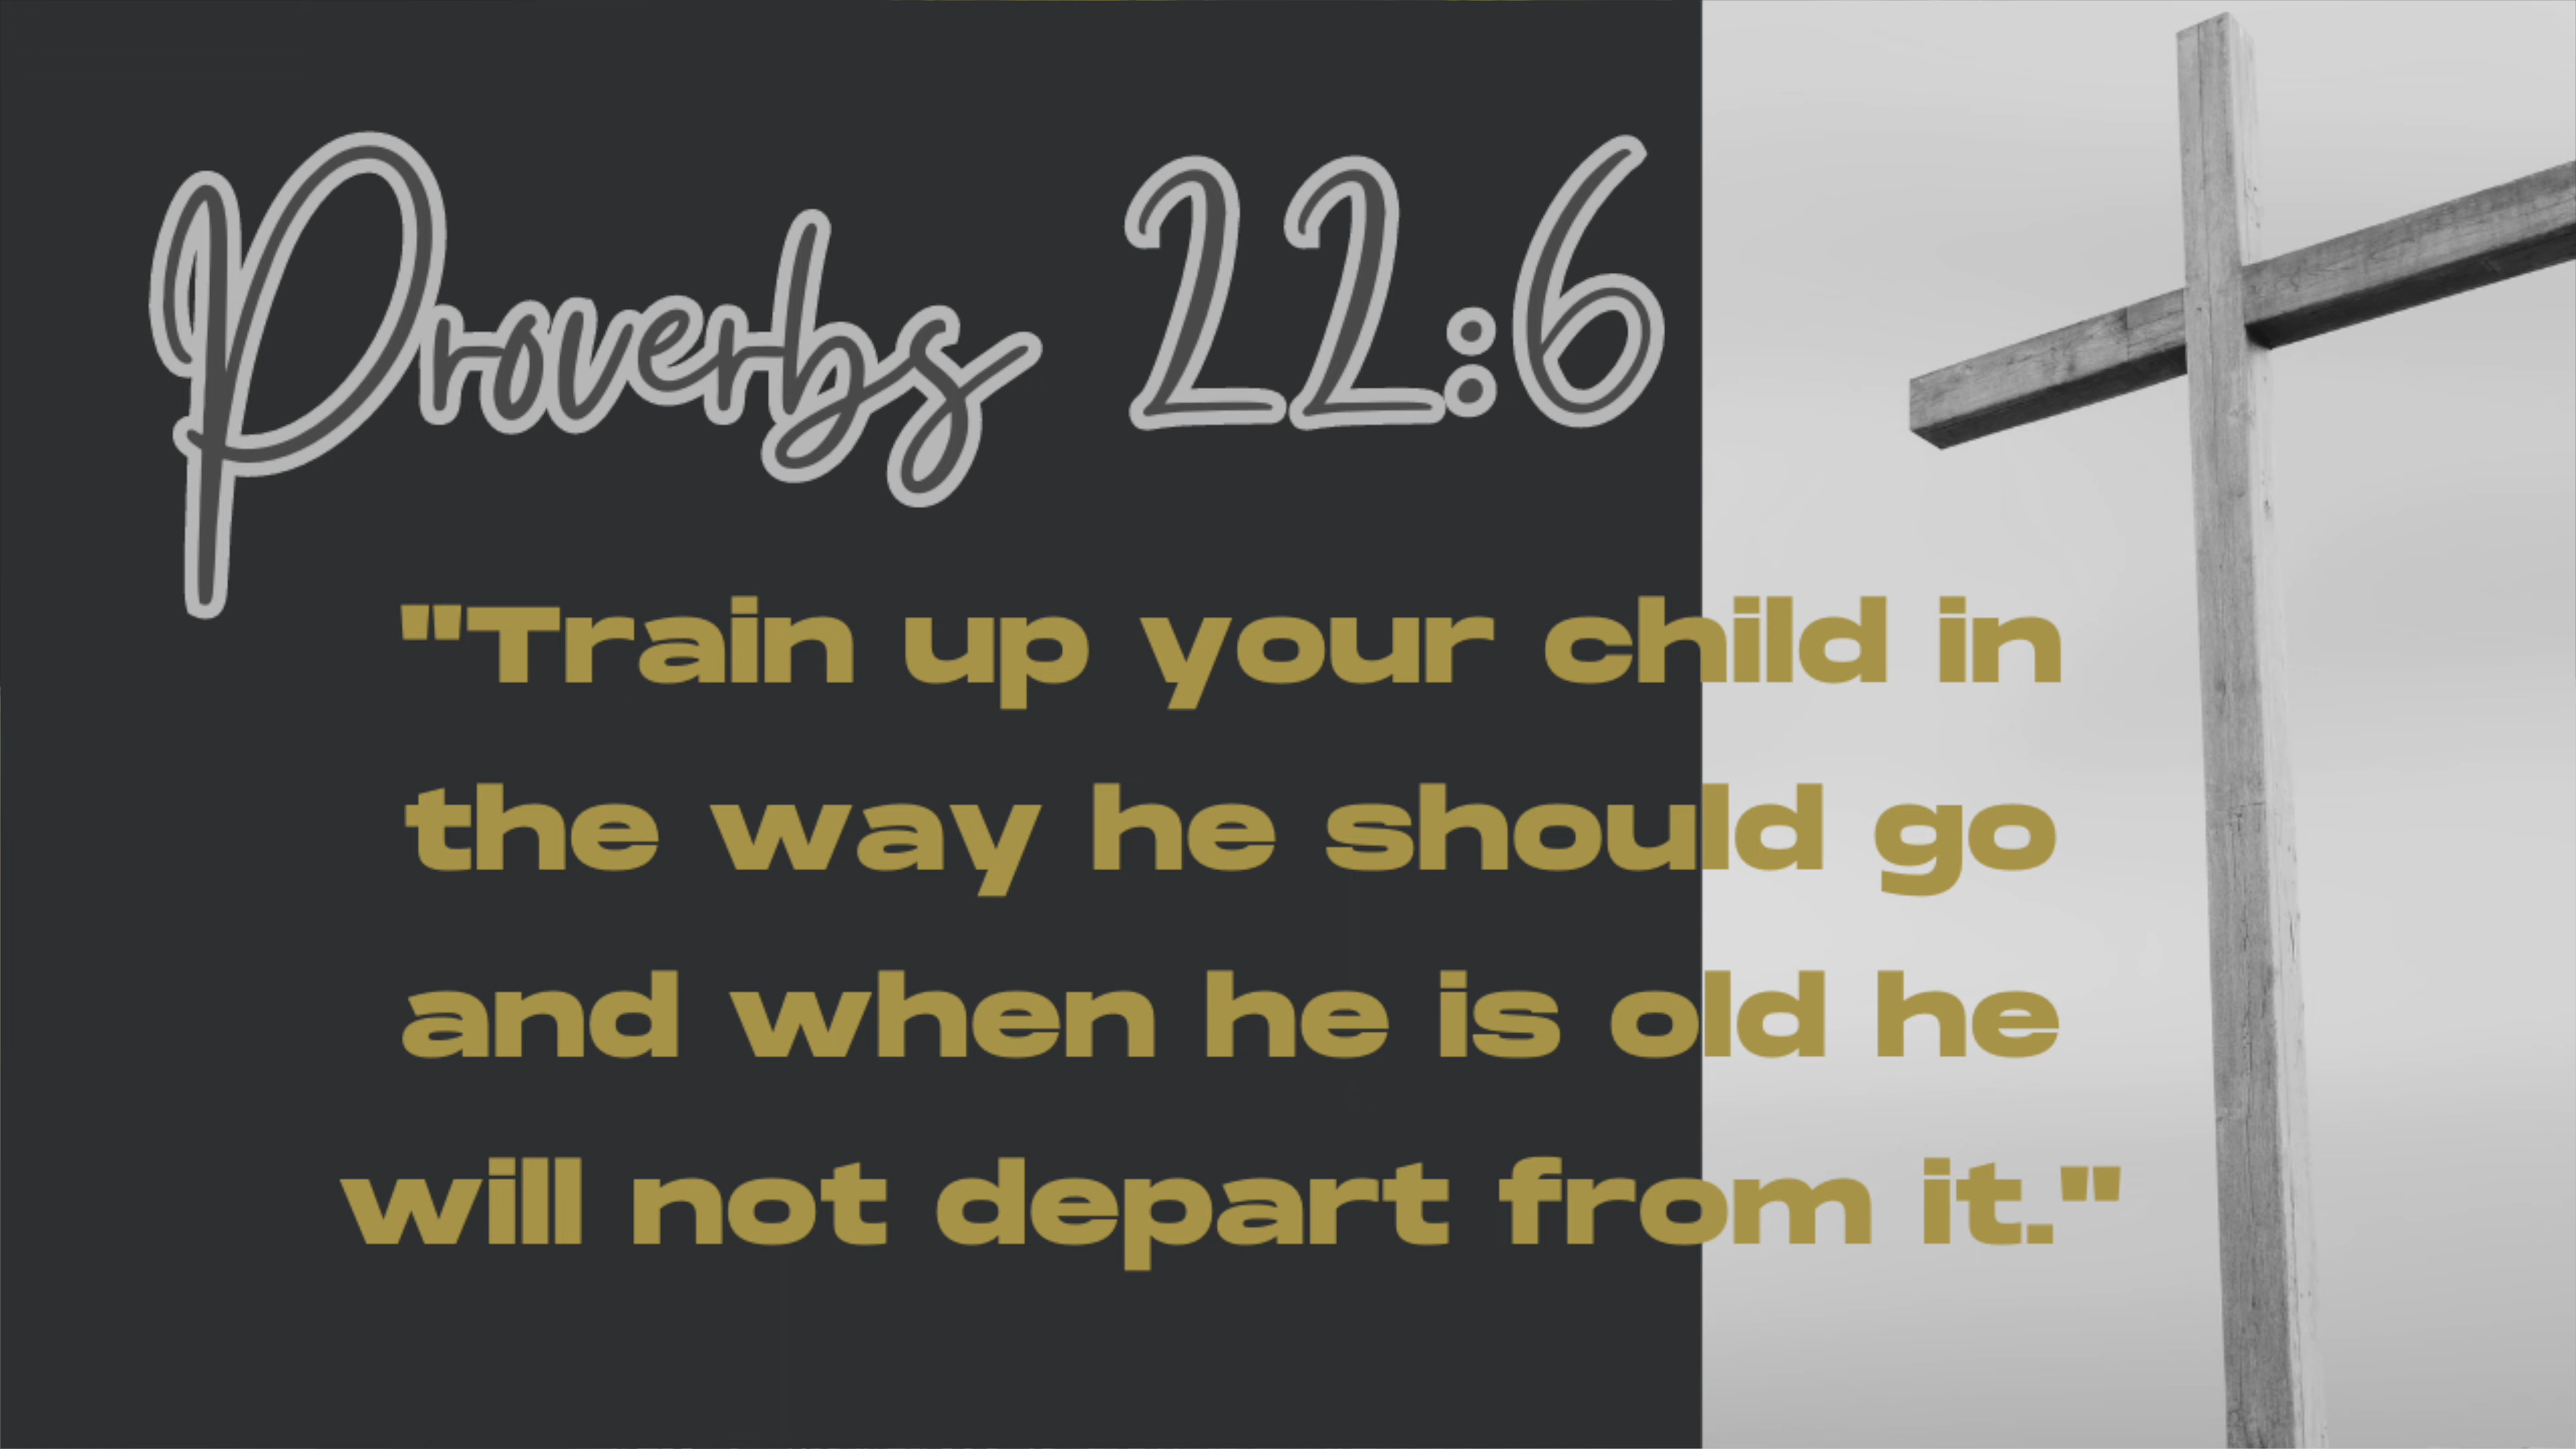 Proverbs 22:6
"Train up your child in
the way he should go
and when he is old he
will not depart from it."